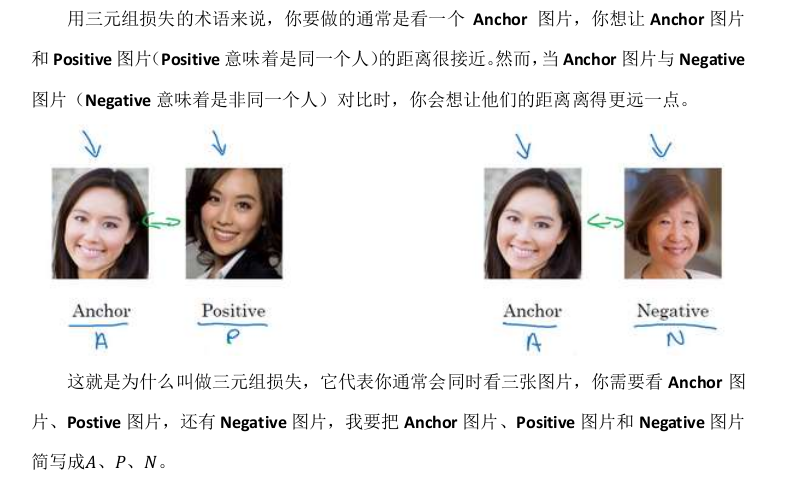 用三元组损失的术语来说，你要做的通常是看一个 Anchor 图片，你想让 Anchor 图片
和 Positive 图片（Positive 意味着是同一个人）的距离很接近。然而，当 Anchor 图片与 Negative
图片（Negative 意味着是非同一个人）对比时，你会想让他们的距离离得更远一点。
Anchor Positive Anchor Negative
A P A N
这就是为什么叫做三元组损失，它代表你通常会同时看三张图片，你需要看 Anchor 图
片、Postive 图片，还有 Negative 图片，我要把 Anchor 图片、Positive 图片和 Negative 图片
简写成A、P、N。